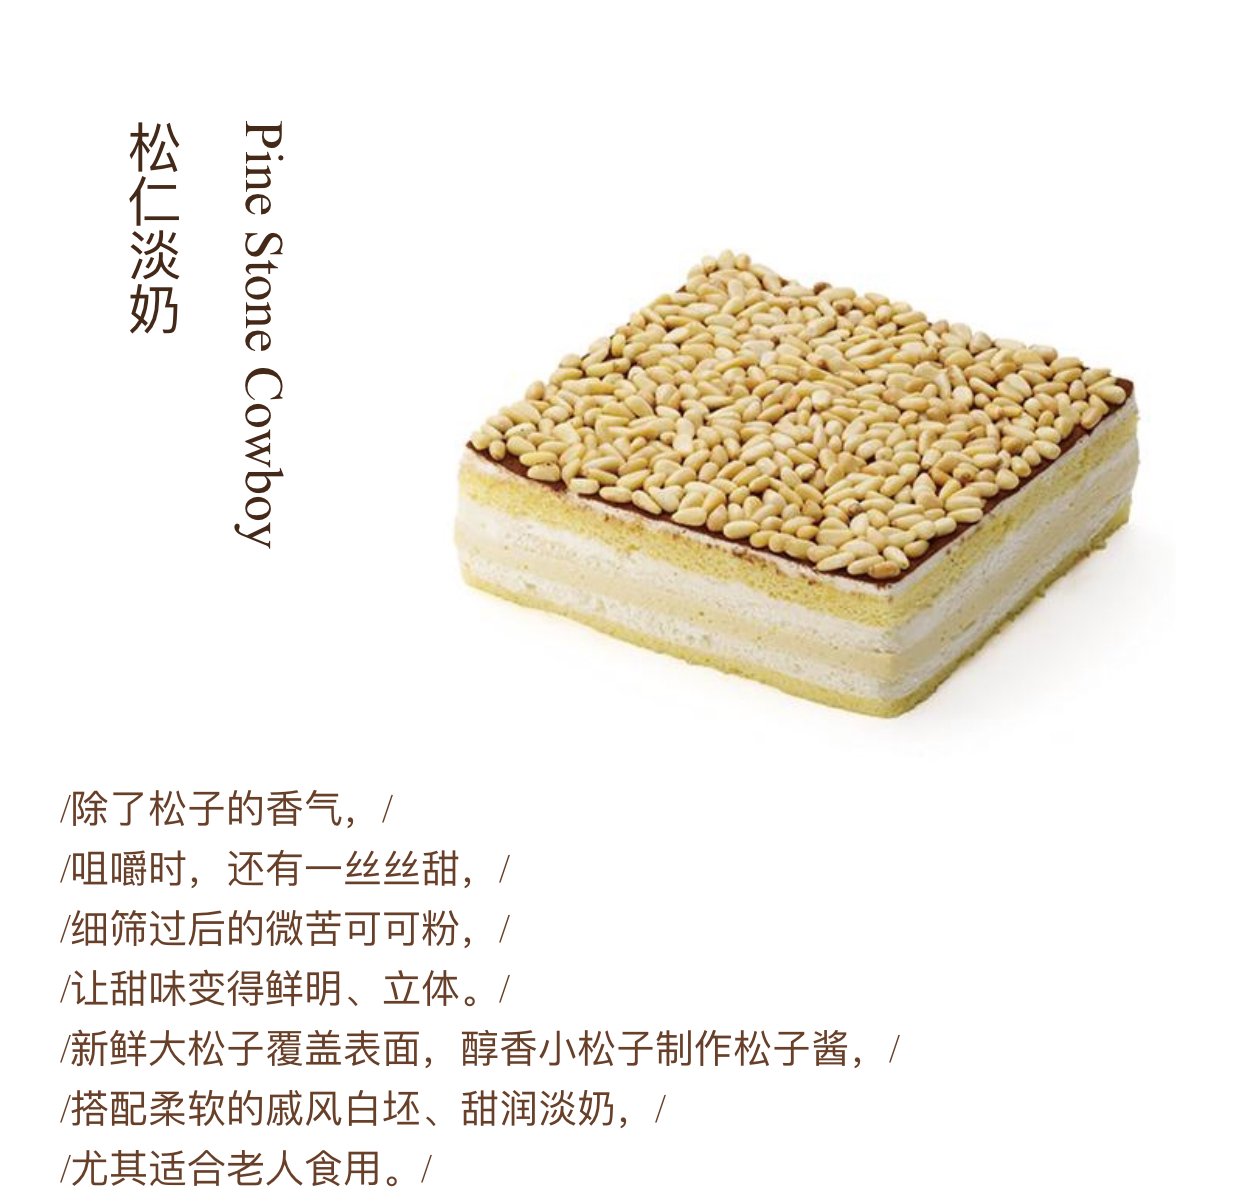 松仁淡奶
Pine Stone Cowboy
/除了松子的香气，/
/咀嚼时，还有一丝丝甜，/
/细筛过后的微苦可可粉，/
/让甜味变得鲜明、立体。/
/新鲜大松子覆盖表面，醇香小松子制作松子酱，/
/搭配柔软的戚风白坯、甜润淡奶，/
/尤其适合老人食用。/